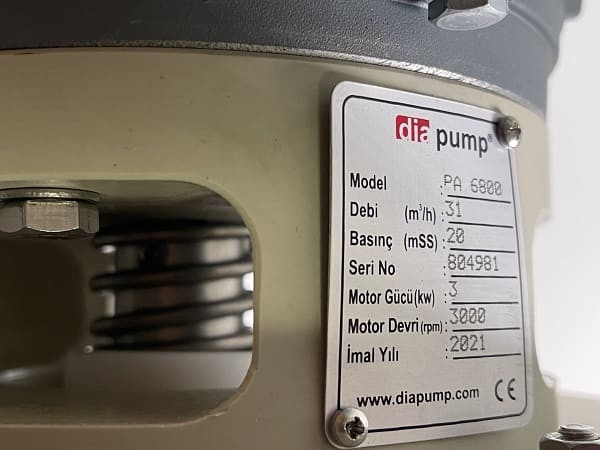 dia pump®
Model : PA 6800
Debi (m³/h) : 31
Basınç (mSS) : 20
Seri No : 804981
Motor Gücü(kw) : 3
Motor Devri (rpm) : 3000
İmal Yılı : 2021
www.diapump.com CE